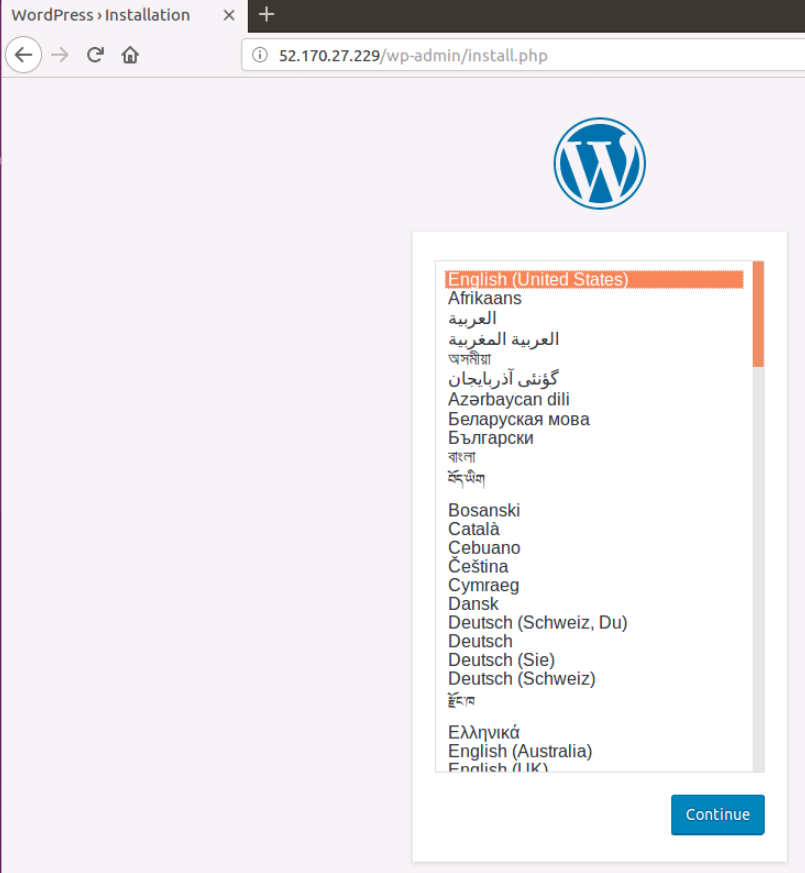 WordPress › Installation
52.170.27.229/wp-admin/install.php
English (United States)
Afrikaans
العربية
العربية المغربية
অসমীয়া
گؤنئی آذربایجان
Azərbaycan dili
Беларуская мова
Български
বাংলা
བོད་ཡིག
Bosanski
Català
Cebuano
Čeština
Cymraeg
Dansk
Deutsch (Schweiz, Du)
Deutsch
Deutsch (Sie)
Deutsch (Schweiz)
རྫོང་ཁ
Ελληνικά
English (Australia)
English (UK)
Continue